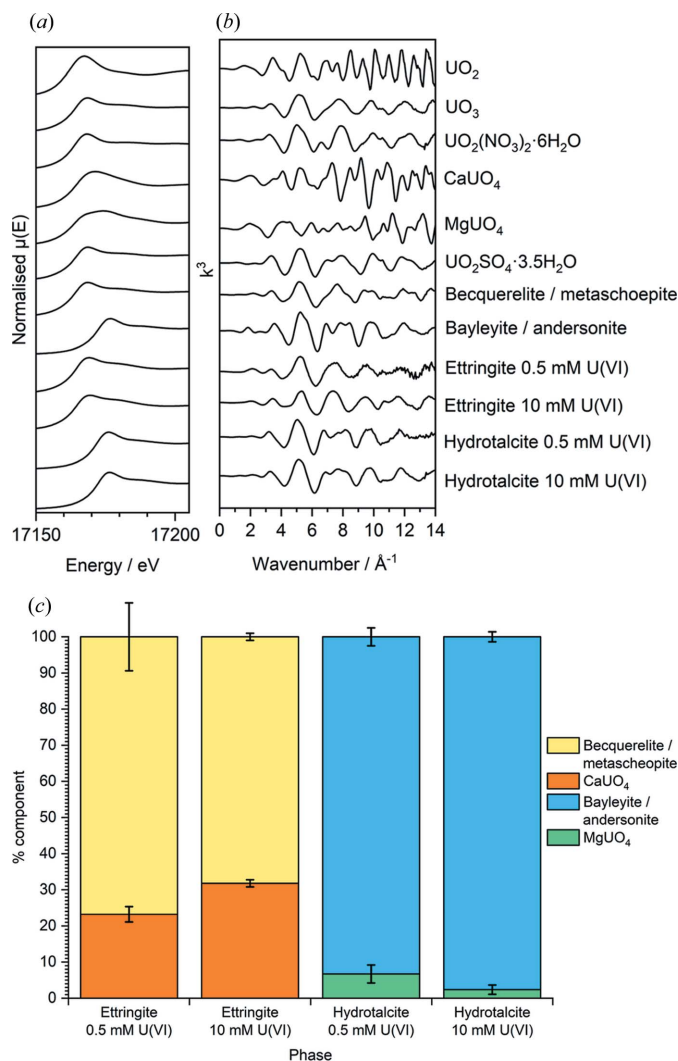 (a)
(b)
Normalised μ(E)
17150
17200
Energy / eV
k³
0 2 4 6 8 10 12 14
Wavenumber / Å⁻¹
UO₂
UO₃
UO₂(NO₃)₂·6H₂O
CaUO₄
MgUO₄
UO₂SO₄·3.5H₂O
Becquerelite / metaschoepite
Bayleyite / andersonite
Ettringite 0.5 mM U(VI)
Ettringite 10 mM U(VI)
Hydrotalcite 0.5 mM U(VI)
Hydrotalcite 10 mM U(VI)
(c)
100
90
80
70
60
50
40
30
20
10
0
% component
Becquerelite /
metascheopite
CaUO₄
Bayleyite /
andersonite
MgUO₄
Ettringite
0.5 mM U(VI)
Ettringite
10 mM U(VI)
Hydrotalcite
0.5 mM U(VI)
Hydrotalcite
10 mM U(VI)
Phase